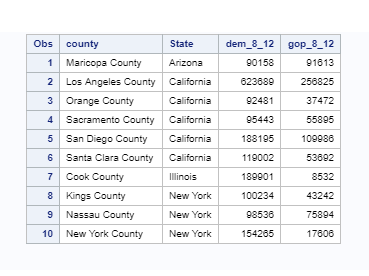 Obs county State dem_8_12 gop_8_12
1 Maricopa County Arizona 90158 91613
2 Los Angeles County California 623689 256825
3 Orange County California 92481 37472
4 Sacramento County California 95443 55895
5 San Diego County California 188195 109986
6 Santa Clara County California 119002 53692
7 Cook County Illinois 189901 8532
8 Kings County New York 100234 43242
9 Nassau County New York 98536 75894
10 New York County New York 154265 17606